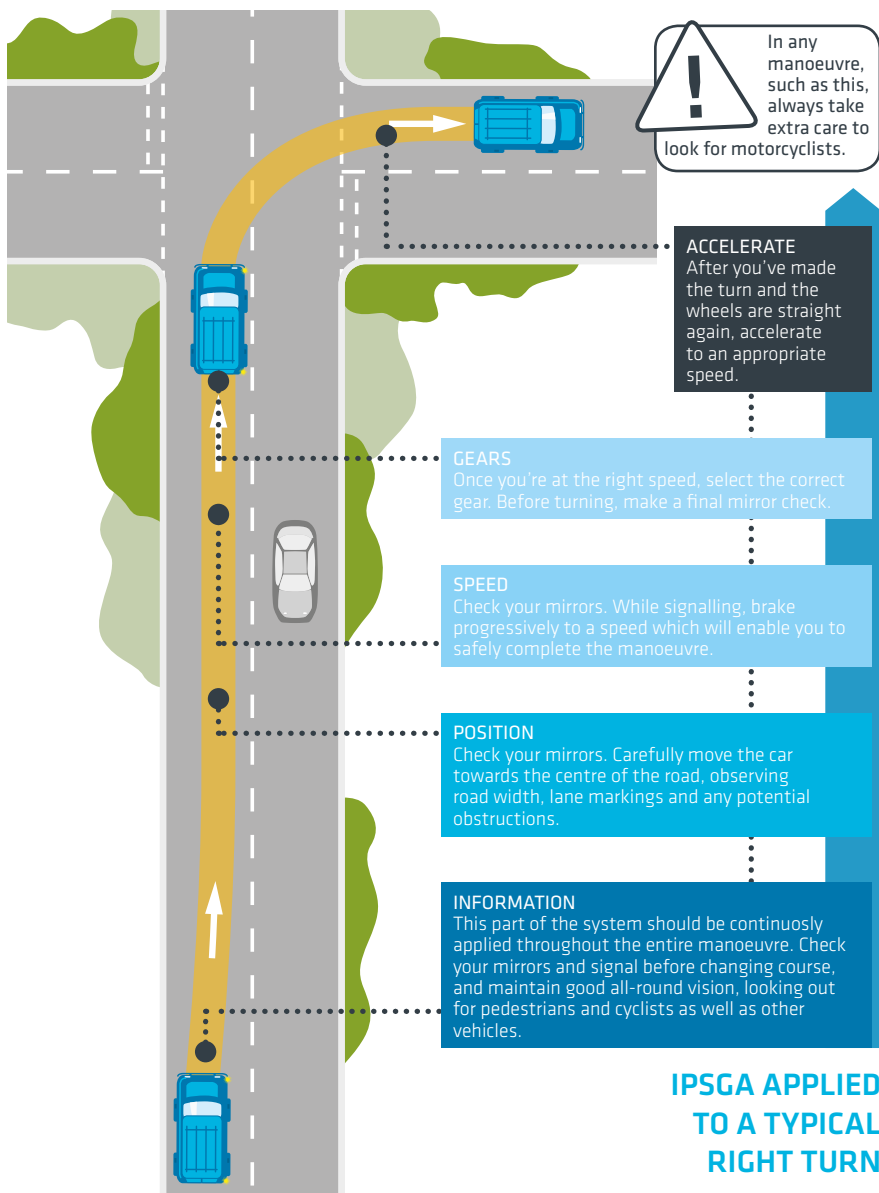 !
In any
manoeuvre,
such as this,
always take
extra care to
look for motorcyclists.
ACCELERATE
After you've made
the turn and the
wheels are straight
again, accelerate
to an appropriate
speed.
GEARS
Once you're at the right speed, select the correct
gear. Before turning, make a final mirror check.
SPEED
Check your mirrors. While signalling, brake
progressively to a speed which will enable you to
safely complete the manoeuvre.
POSITION
Check your mirrors. Carefully move the car
towards the centre of the road, observing
road width, lane markings and any potential
obstructions.
INFORMATION
This part of the system should be continuosly
applied throughout the entire manoeuvre. Check
your mirrors and signal before changing course,
and maintain good all-round vision, looking out
for pedestrians and cyclists as well as other
vehicles.
IPSGA APPLIED
TO A TYPICAL
RIGHT TURN